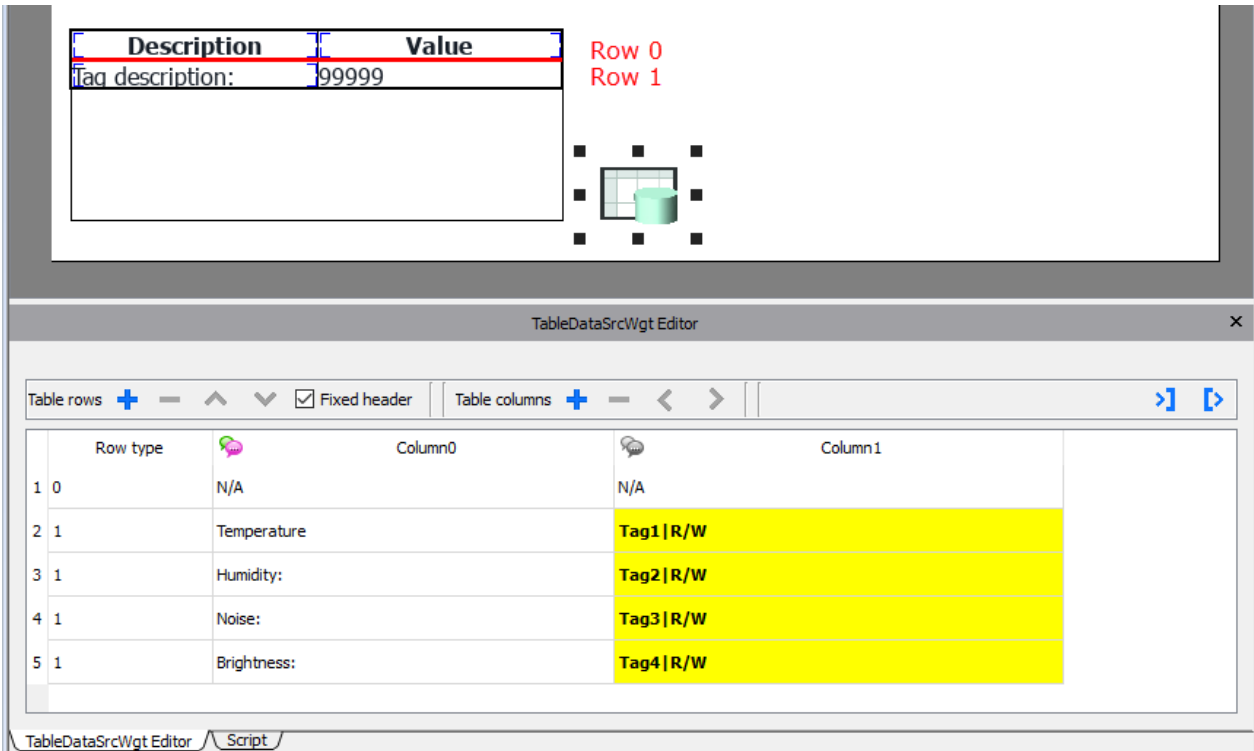 Description Value
Row 0
Tag description: 99999
Row 1
TableDataSrcWgt Editor ×
Table rows Fixed header Table columns
Row type Column0 Column1
1 0 N/A N/A
2 1 Temperature Tag1|R/W
3 1 Humidity: Tag2|R/W
4 1 Noise: Tag3|R/W
5 1 Brightness: Tag4|R/W
TableDataSrcWgt Editor Script